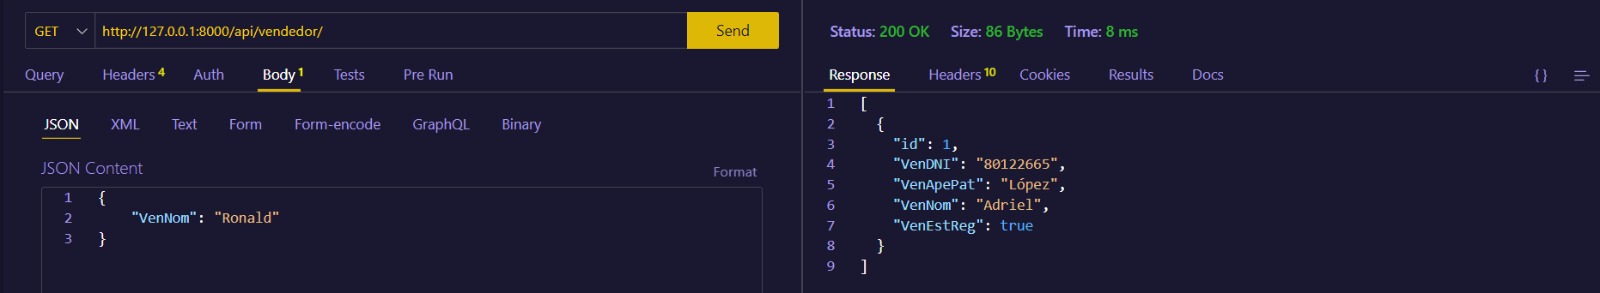 GET http://127.0.0.1:8000/api/vendedor/ Send
Query Headers 4 Auth Body 1 Tests Pre Run
JSON XML Text Form Form-encode GraphQL Binary
JSON Content Format
1 {
2 "VenNom": "Ronald"
3 }
Status: 200 OK Size: 86 Bytes Time: 8 ms
Response Headers 10 Cookies Results Docs {}
1 [
2 {
3 "id": 1,
4 "VenDNI": "80122665",
5 "VenApePat": "López",
6 "VenNom": "Adriel",
7 "VenEstReg": true
8 }
9 ]